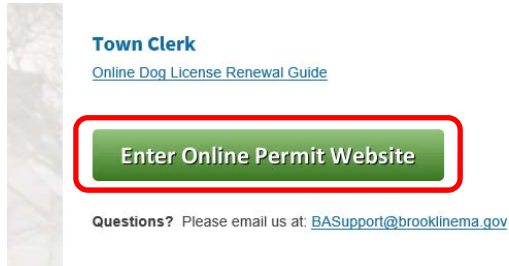 Town Clerk
Online Dog License Renewal Guide
Enter Online Permit Website
Questions? Please email us at: BASupport@brooklinema.gov